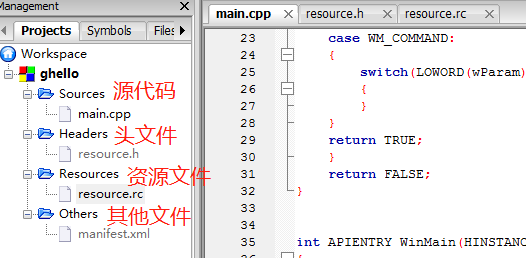 Management
Projects
Symbols
Files
Workspace
ghello
Sources 源代码
main.cpp
Headers 头文件
resource.h
Resources 资源文件
resource.rc
Others 其他文件
manifest.xml
main.cpp
resource.h
resource.rc
23 case WM_COMMAND:
24 {
25 switch(LOWORD(wParam)
26 {
27 }
28 }
29 return TRUE;
30 }
31 return FALSE;
32 }
33
34
35 int APIENTRY WinMain(HINSTANC
36 {